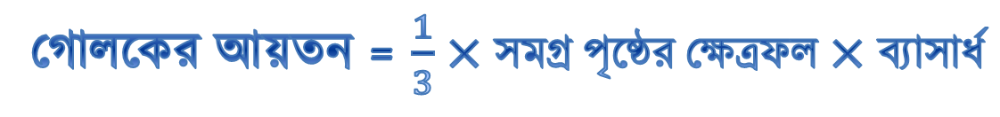 গোলকের আয়তন = 1/3 × সমগ্র পৃষ্ঠের ক্ষেত্রফল × ব্যাসার্ধ